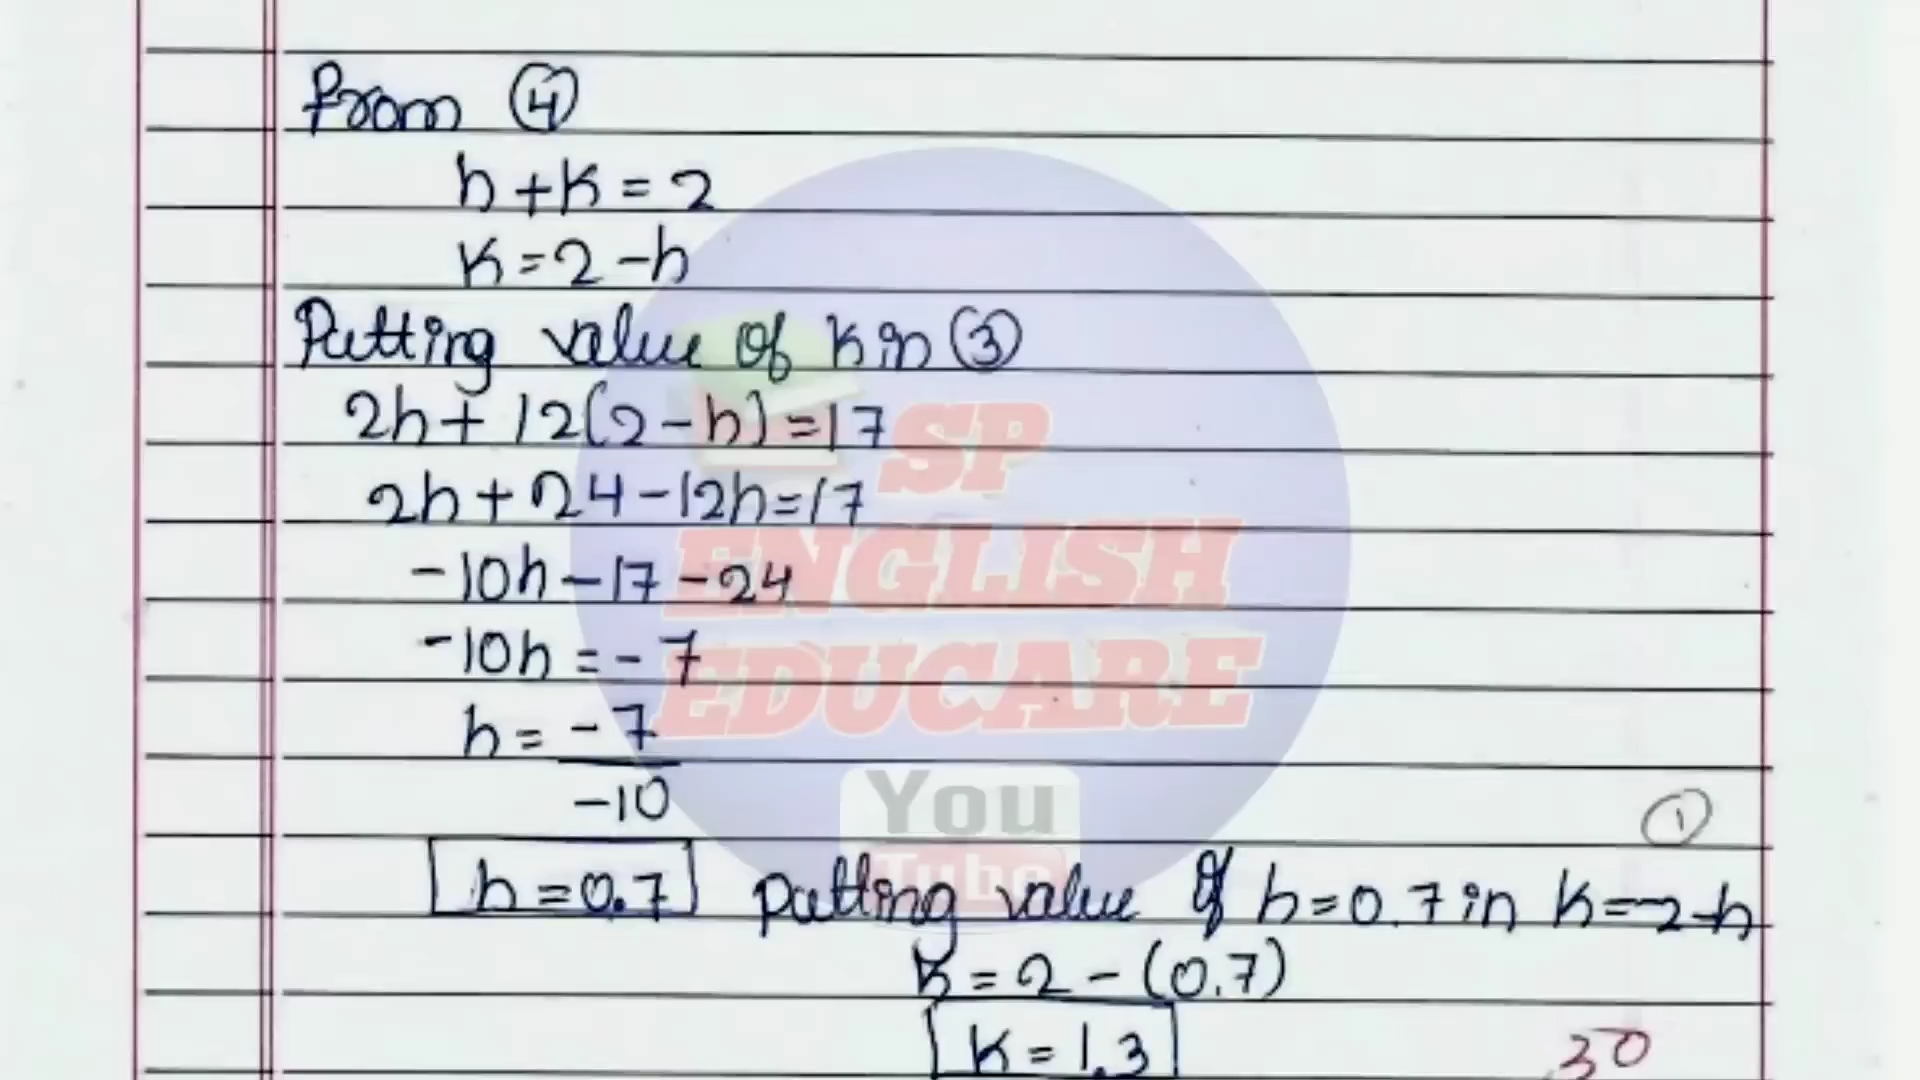 From ④
h+k=2
k=2-h
Putting value of k in ③
2h+12(2-h)=17
2h+24-12h=17
-10h-17-24
-10h=-7
h=-7
-10
①
h=0.7 Putting value of h=0.7 in k=2-h
k=2-(0.7)
k=1.3
30
SP
ENGLISH
EDUCARE
You
Tube